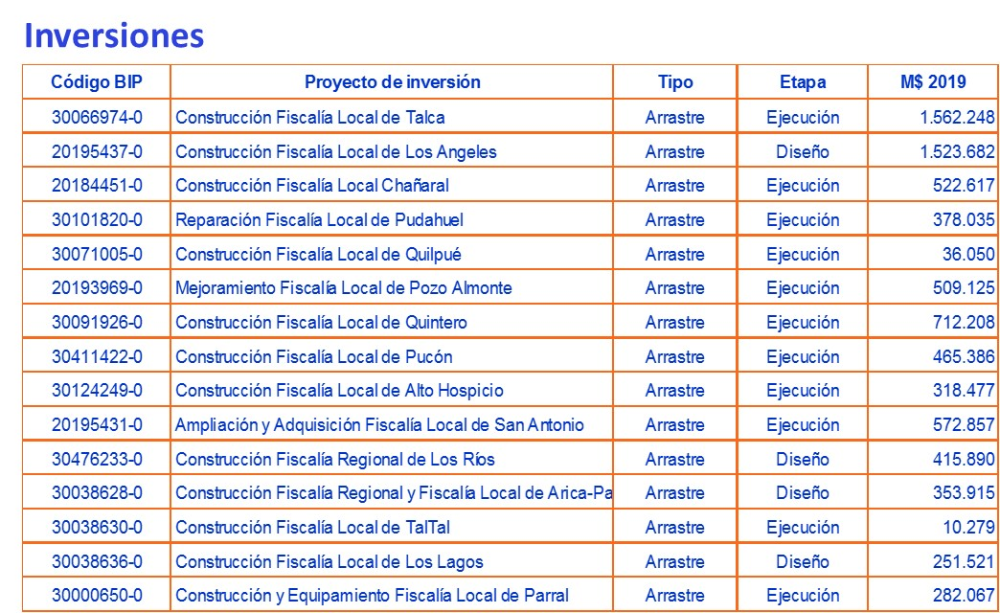 Inversiones
Código BIP Proyecto de inversión Tipo Etapa M$ 2019
30066974-0 Construcción Fiscalía Local de Talca Arrastre Ejecución 1.562.248
20195437-0 Construcción Fiscalía Local de Los Angeles Arrastre Diseño 1.523.682
20184451-0 Construcción Fiscalía Local Chañaral Arrastre Ejecución 522.617
30101820-0 Reparación Fiscalía Local de Pudahuel Arrastre Ejecución 378.035
30071005-0 Construcción Fiscalía Local de Quilpué Arrastre Ejecución 36.050
20193969-0 Mejoramiento Fiscalía Local de Pozo Almonte Arrastre Ejecución 509.125
30091926-0 Construcción Fiscalía Local de Quintero Arrastre Ejecución 712.208
30411422-0 Construcción Fiscalía Local de Pucón Arrastre Ejecución 465.386
30124249-0 Construcción Fiscalía Local de Alto Hospicio Arrastre Ejecución 318.477
20195431-0 Ampliación y Adquisición Fiscalía Local de San Antonio Arrastre Ejecución 572.857
30476233-0 Construcción Fiscalía Regional de Los Ríos Arrastre Diseño 415.890
30038628-0 Construcción Fiscalía Regional y Fiscalía Local de Arica-Pa Arrastre Diseño 353.915
30038630-0 Construcción Fiscalía Local de TalTal Arrastre Ejecución 10.279
30038636-0 Construcción Fiscalía Local de Los Lagos Arrastre Diseño 251.521
30000650-0 Construcción y Equipamiento Fiscalía Local de Parral Arrastre Ejecución 282.067